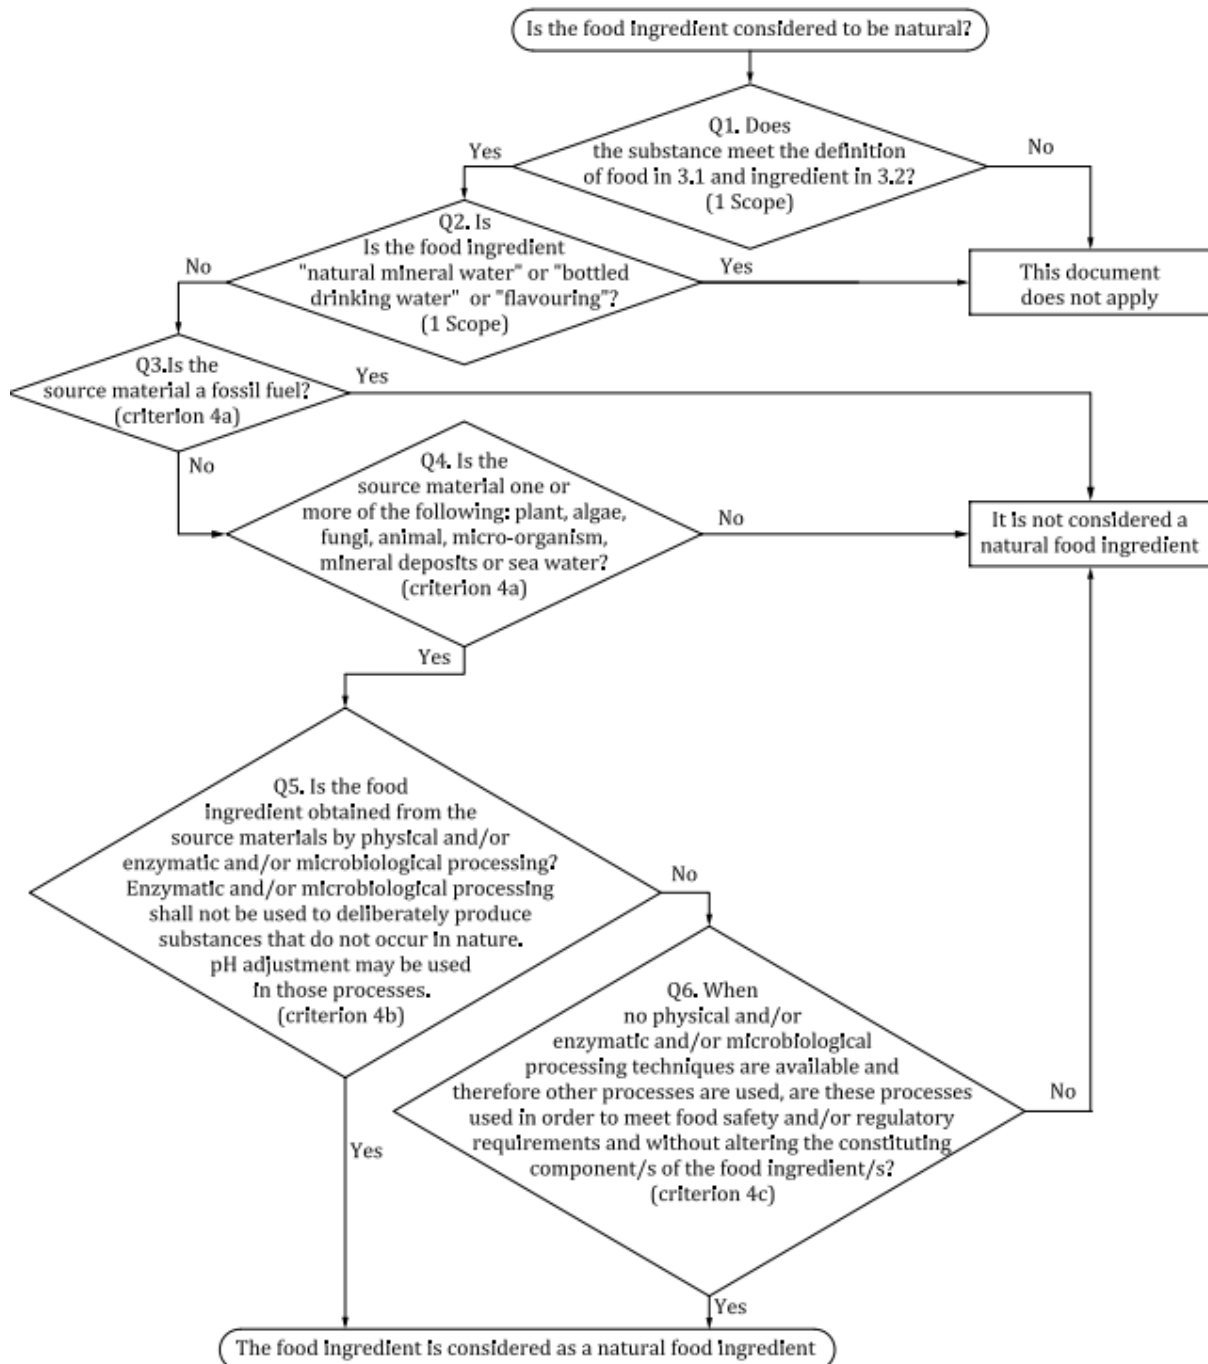 Is the food ingredient considered to be natural?
Q1. Does
the substance meet the definition
of food in 3.1 and ingredient in 3.2?
(1 Scope)
Yes
No
Q2. Is
Is the food ingredient
"natural mineral water" or "bottled
drinking water" or "flavouring"?
(1 Scope)
No
Yes
This document
does not apply
Q3.Is the
source material a fossil fuel?
(criterion 4a)
Yes
No
Q4. Is the
source material one or
more of the following: plant, algae,
fungi, animal, micro-organism,
mineral deposits or sea water?
(criterion 4a)
No
It is not considered a
natural food ingredient
Yes
Q5. Is the food
ingredient obtained from the
source materials by physical and/or
enzymatic and/or microbiological processing?
Enzymatic and/or microbiological processing
shall not be used to deliberately produce
substances that do not occur in nature.
pH adjustment may be used
in those processes.
(criterion 4b)
No
Q6. When
no physical and/or
enzymatic and/or microbiological
processing techniques are available and
therefore other processes are used, are these processes
used in order to meet food safety and/or regulatory
requirements and without altering the constituting
component/s of the food ingredient/s?
(criterion 4c)
No
Yes
Yes
The food ingredient is considered as a natural food ingredient